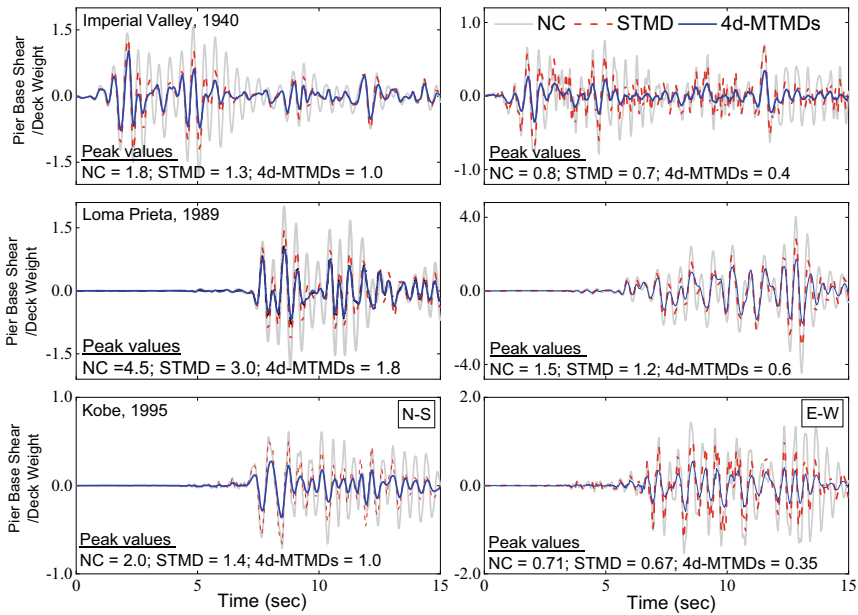 Imperial Valley, 1940
NC STMD 4d-MTMDs
1.5
0.0
-1.5
Pier Base Shear
/Deck Weight
Peak values
NC = 1.8; STMD = 1.3; 4d-MTMDs = 1.0
1.0
0.0
-1.0
Peak values
NC = 0.8; STMD = 0.7; 4d-MTMDs = 0.4
Loma Prieta, 1989
1.5
0.0
-1.5
Pier Base Shear
/Deck Weight
Peak values
NC =4.5; STMD = 3.0; 4d-MTMDs = 1.8
4.0
0.0
-4.0
Peak values
NC = 1.5; STMD = 1.2; 4d-MTMDs = 0.6
Kobe, 1995
N-S
1.0
0.0
-1.0
Pier Base Shear
/Deck Weight
Peak values
NC = 2.0; STMD = 1.4; 4d-MTMDs = 1.0
E-W
2.0
0.0
-2.0
Peak values
NC = 0.71; STMD = 0.67; 4d-MTMDs = 0.35
0 5 10 15
Time (sec)
0 5 10 15
Time (sec)